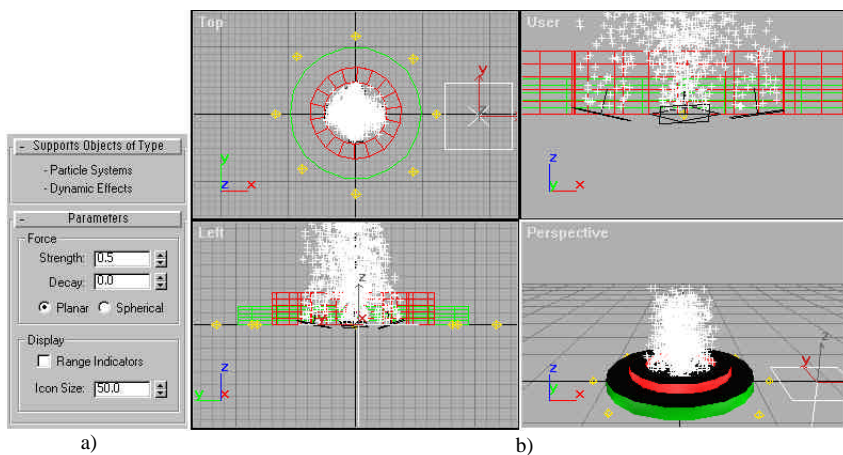 - Supports Objects of Type
- Particle Systems
- Dynamic Effects
- Parameters
Force
Strength: 0.5
Decay: 0.0
Planar Spherical
Display
Range Indicators
Icon Size: 50.0
a)
Top
y
z
y
z x
User
z
y x
Left
z
y x
z
y x
Perspective
z
y x
y
z
b)